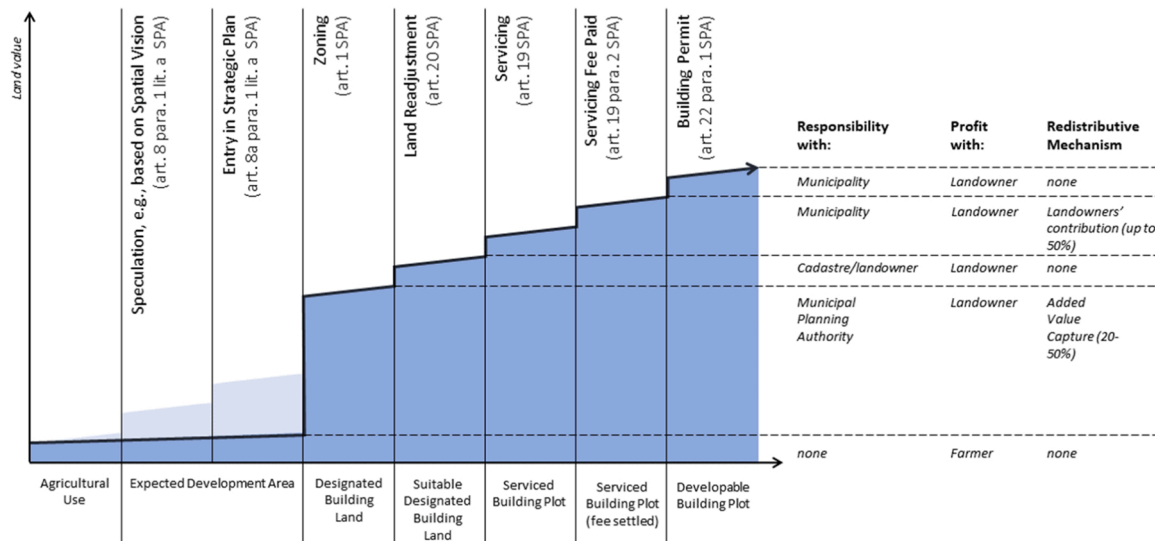 Land value
Speculation, e.g., based on Spatial Vision
(art. 8 para. 1 lit. a SPA)
Entry in Strategic Plan
(art. 8a para. 1 lit. a SPA)
Zoning
(art. 1 SPA)
Land Readjustment
(art. 20 SPA)
Servicing
(art. 19 SPA)
Servicing Fee Paid
(art. 19 para. 2 SPA)
Building Permit
(art. 22 para. 1 SPA)
Responsibility
with:
Profit
with:
Redistributive
Mechanism
Municipality
Landowner
none
Municipality
Landowner
Landowners'
contribution (up to
50%)
Cadastre/landowner
Landowner
none
Municipal
Planning
Authority
Landowner
Added
Value
Capture (20-
50%)
none
Farmer
none
Agricultural
Use
Expected Development Area
Designated
Building
Land
Suitable
Designated
Building
Land
Serviced
Building Plot
Serviced
Building Plot
(fee settled)
Developable
Building Plot